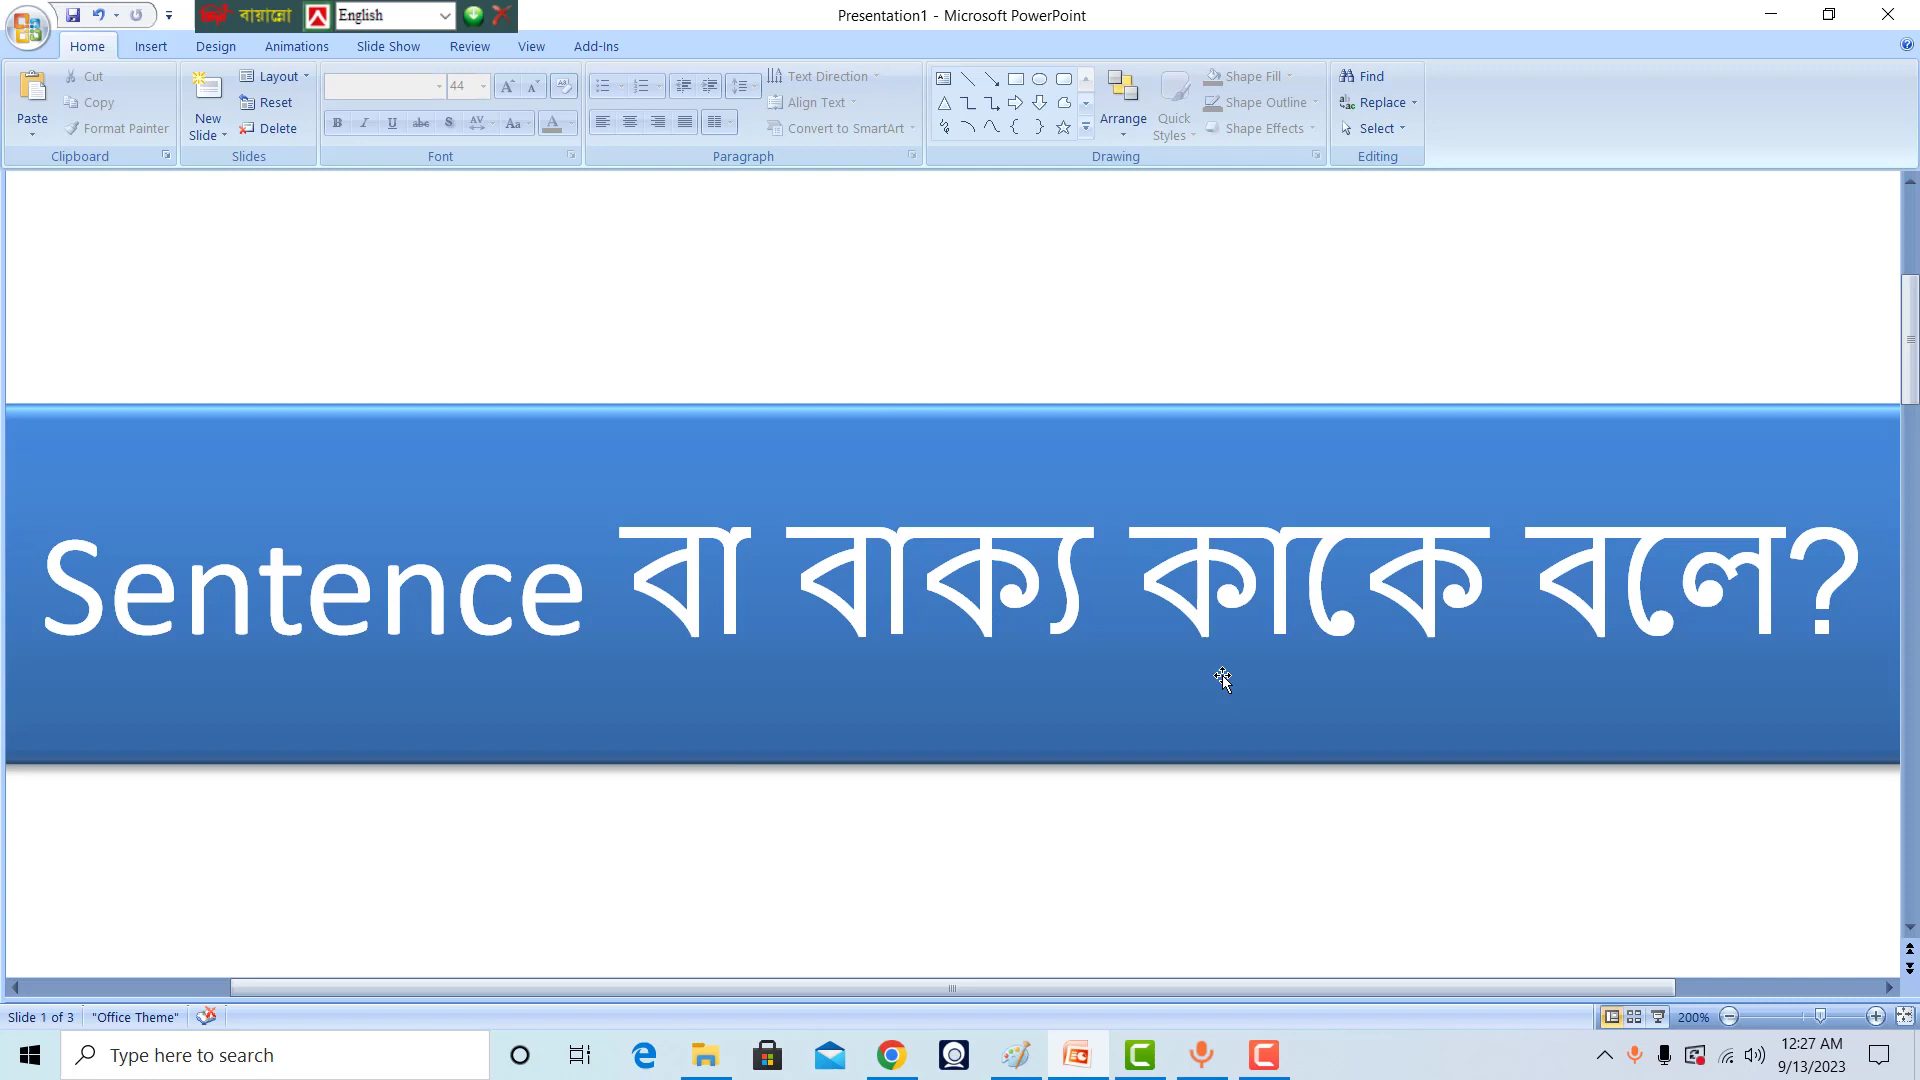 বায়ান্নো
English
Presentation1 - Microsoft PowerPoint
Home Insert Design Animations Slide Show Review View Add-Ins
Paste
Cut
Copy
Format Painter
Clipboard
New Slide
Layout
Reset
Delete
Slides
44
Font
Text Direction
Align Text
Convert to SmartArt
Paragraph
Arrange
Quick Styles
Shape Fill
Shape Outline
Shape Effects
Drawing
Find
Replace
Select
Editing
Sentence বা বাক্য কাকে বলে?
Slide 1 of 3 "Office Theme" 200%
Type here to search
12:27 AM
9/13/2023